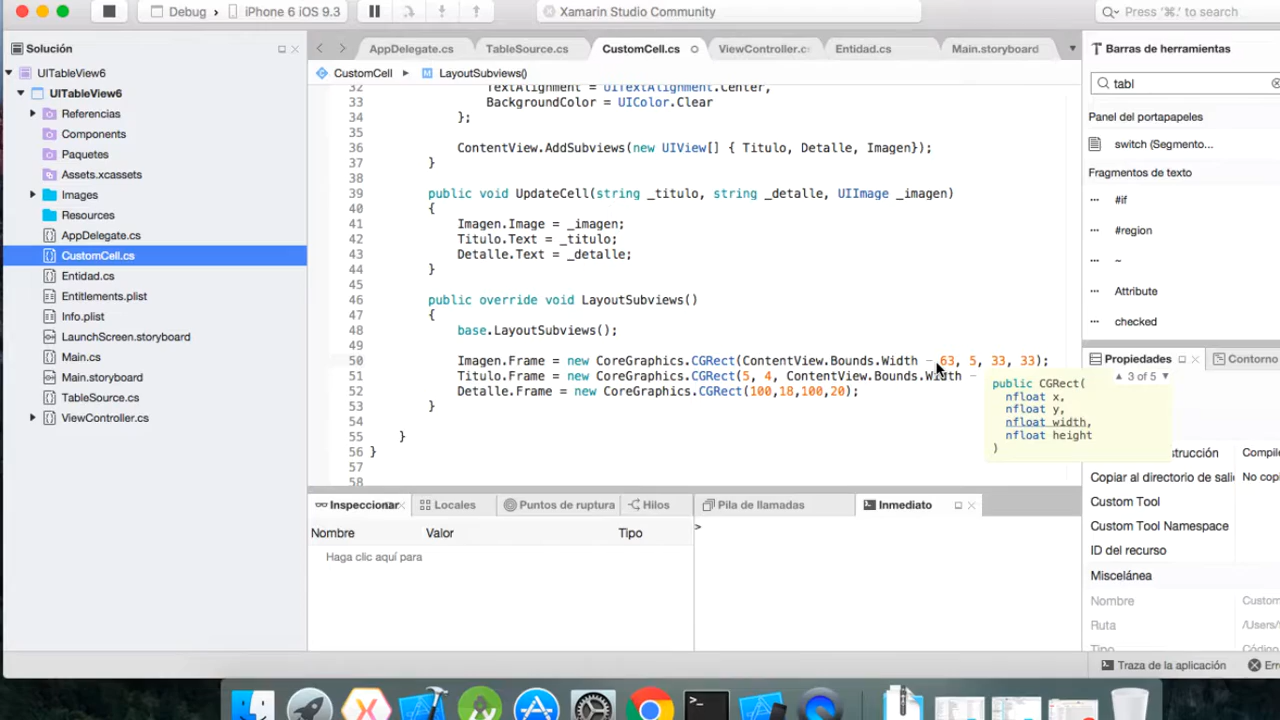 Debug > iPhone 6 iOS 9.3
Xamarin Studio Community
Press '⌘.' to search
Solución
UITableView6
UITableView6
Referencias
Components
Paquetes
Assets.xcassets
Images
Resources
AppDelegate.cs
CustomCell.cs
Entidad.cs
Entitlements.plist
Info.plist
LaunchScreen.storyboard
Main.cs
Main.storyboard
TableSource.cs
ViewController.cs
AppDelegate.cs TableSource.cs CustomCell.cs ViewController.cs Entidad.cs Main.storyboard
CustomCell ▸ LayoutSubviews()
32 TextAlignment = UITextAlignment.Center,
33 BackgroundColor = UIColor.Clear
34 };
35
36 ContentView.AddSubviews(new UIView[] { Titulo, Detalle, Imagen});
37 }
38
39 public void UpdateCell(string _titulo, string _detalle, UIImage _imagen)
40 {
41 Imagen.Image = _imagen;
42 Titulo.Text = _titulo;
43 Detalle.Text = _detalle;
44 }
45
46 public override void LayoutSubviews()
47 {
48 base.LayoutSubviews();
49
50 Imagen.Frame = new CoreGraphics.CGRect(ContentView.Bounds.Width - 63, 5, 33, 33);
51 Titulo.Frame = new CoreGraphics.CGRect(5, 4, ContentView.Bounds.Width -
52 Detalle.Frame = new CoreGraphics.CGRect(100,18,100,20);
53 }
54
55 }
56 }
57
58
▲ 3 of 5 ▼
public CGRect(
nfloat x,
nfloat y,
nfloat width,
nfloat height
)
Barras de herramientas
tabl
Panel del portapapeles
switch (Segmento...
Fragmentos de texto
#if
#region
~
Attribute
checked
Propiedades Contorno
strucción Compile
Copiar al directorio de sali No cop
Custom Tool
Custom Tool Namespace
ID del recurso
Miscelánea
Nombre Custom
Ruta /Users/
Tipo Código
Inspeccionar Locales Puntos de ruptura Hilos
Nombre Valor Tipo
Haga clic aquí para
Pila de llamadas Inmediato
>
Traza de la aplicación Err